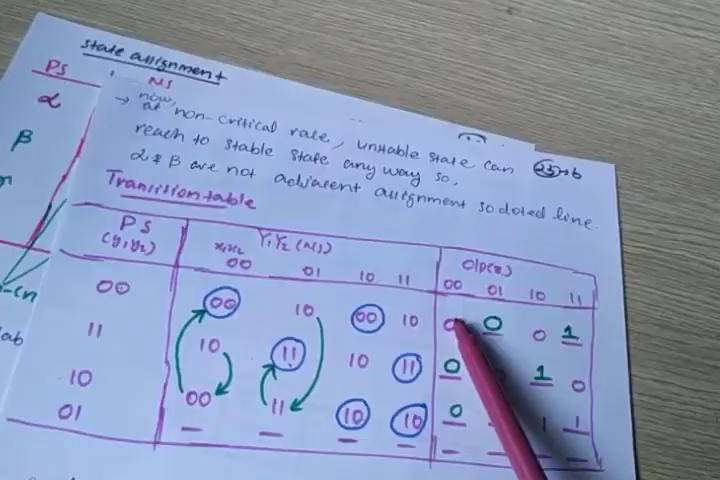 state assignment
PS
NS
α
now,
→ at non-critical rate, unstable state can
(23)→b
β
reach to stable state any way so,
α & β are not adjacent assignment so doted line.
Transition table
PS Y₁Y₂ (NS) O/P(z)
(y₁y₂) x₁x₂
00 01 10 11 00 01 10 11
00 00 10 00 10 0 0 1
11 10 11 10 11 0 1 0
10 00 11 10 10 0 1 1
01 — — — — — — —